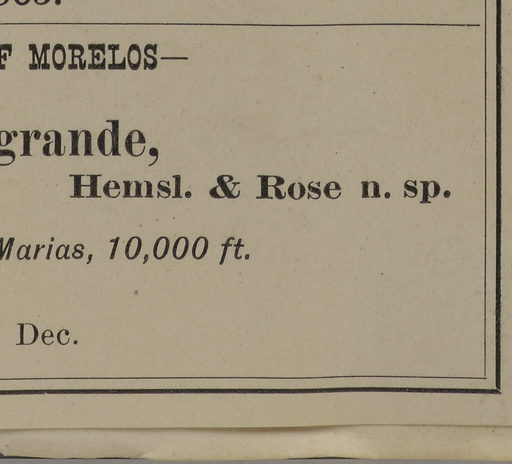 F MORELOS—
grande,
Hemsl. & Rose n. sp.
Marias, 10,000 ft.
Dec.